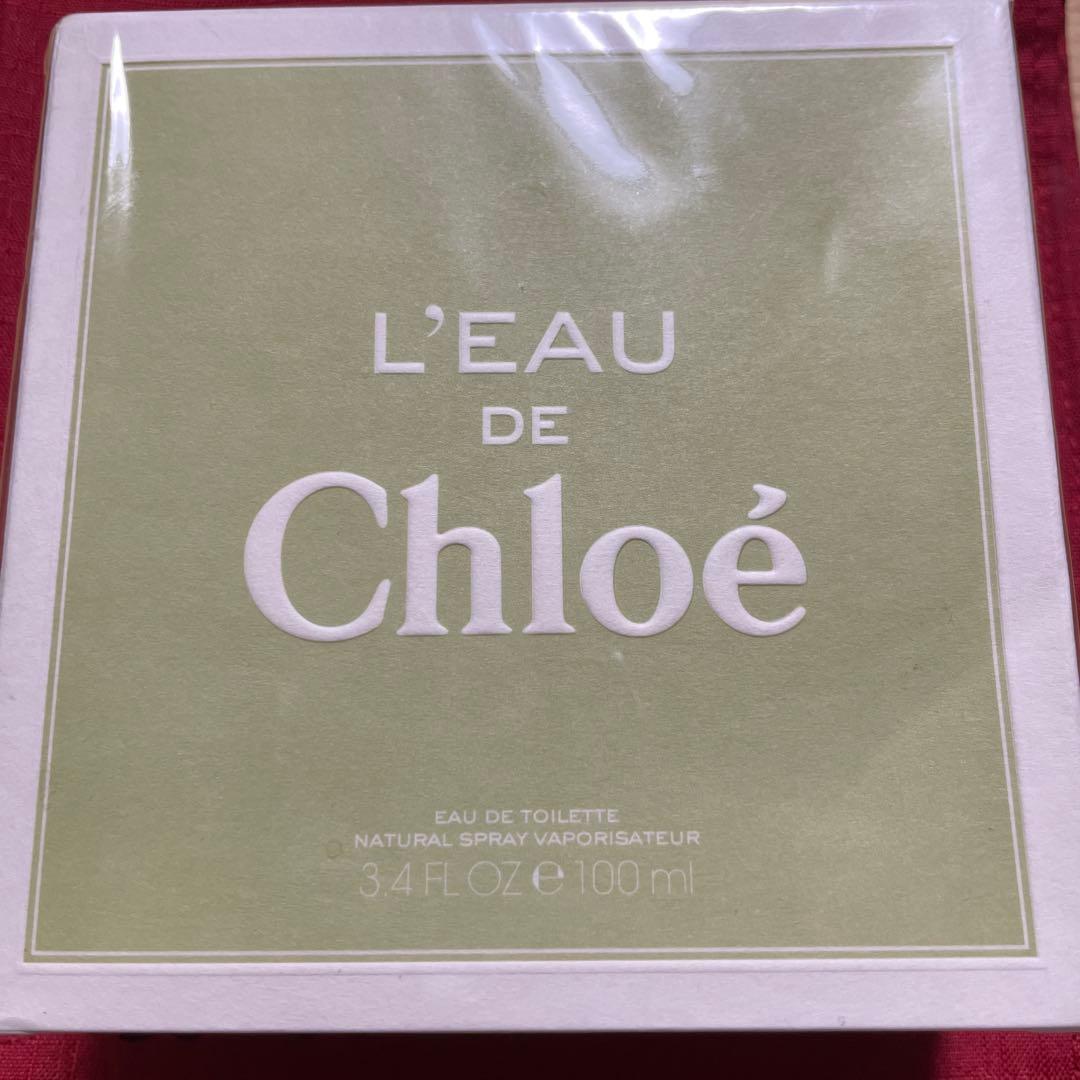 L'EAU
DE
Chloé
EAU DE TOILETTE
NATURAL SPRAY VAPORISATEUR
3.4 FL OZ ℮ 100 ml